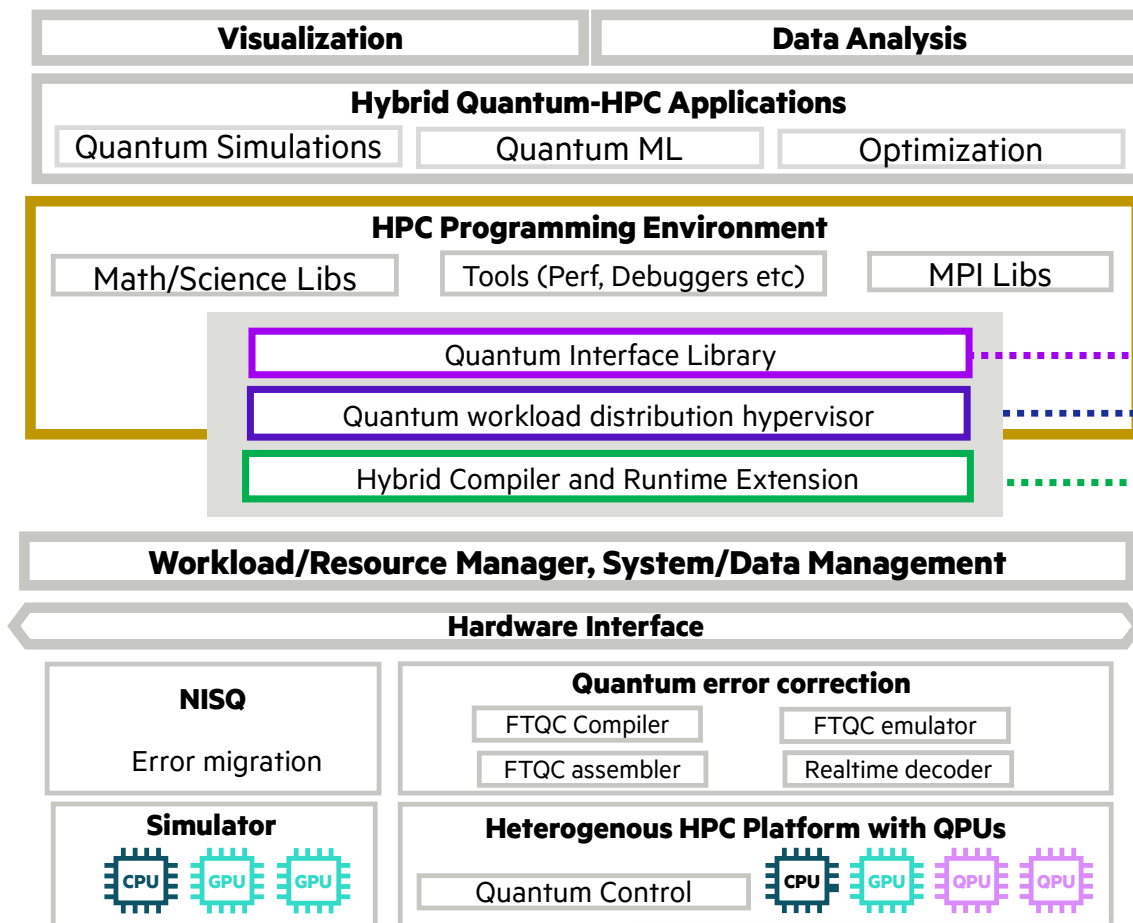 Visualization
Data Analysis
Hybrid Quantum-HPC Applications
Quantum Simulations
Quantum ML
Optimization
HPC Programming Environment
Math/Science Libs
Tools (Perf, Debuggers etc)
MPI Libs
Quantum Interface Library
Quantum workload distribution hypervisor
Hybrid Compiler and Runtime Extension
Workload/Resource Manager, System/Data Management
Hardware Interface
NISQ
Error migration
Quantum error correction
FTQC Compiler
FTQC emulator
FTQC assembler
Realtime decoder
Simulator
CPU
GPU
GPU
Heterogenous HPC Platform with QPUs
Quantum Control
CPU
GPU
QPU
QPU